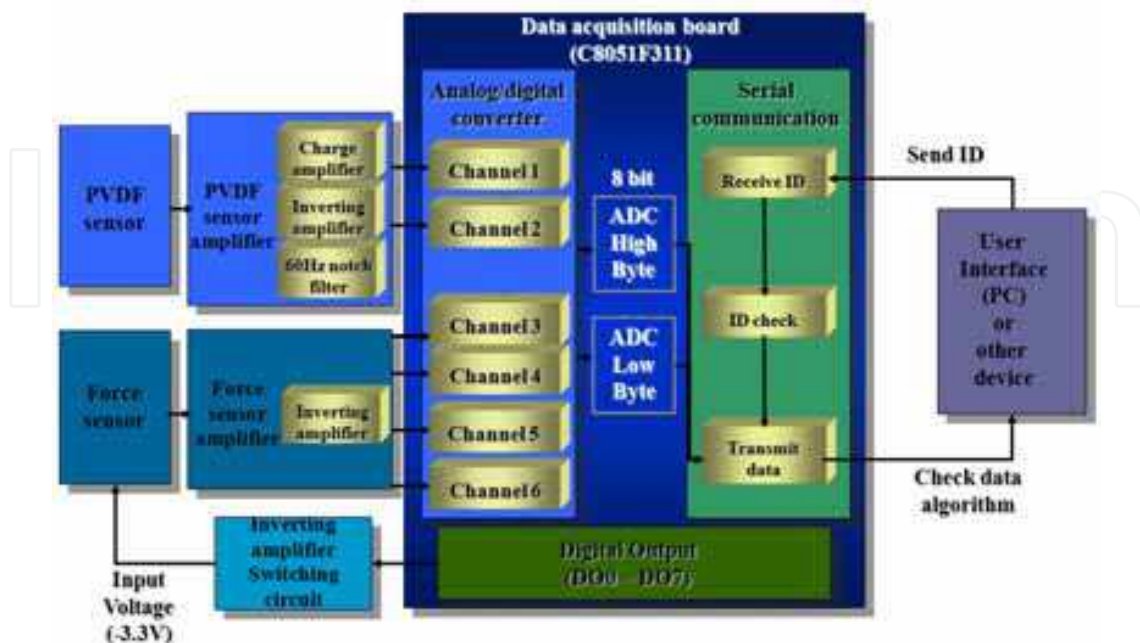 Data acquisition board
(C8051F311)
Analog/digital
converter
Serial
communication
PVDF
sensor
PVDF
sensor
amplifier
Charge
amplifier
Inverting
amplifier
60Hz notch
filter
Channel 1
Channel 2
Channel 3
Channel 4
Channel 5
Channel 6
8 bit
ADC
High
Byte
ADC
Low
Byte
Receive ID
ID check
Transmit
data
Send ID
User
Interface
(PC)
or
other
device
Check data
algorithm
Force
sensor
Force
sensor
amplifier
Inverting
amplifier
Inverting
amplifier
Switching
circuit
Digital Output
(DO0 – DO7)
Input
Voltage
(-3.3V)